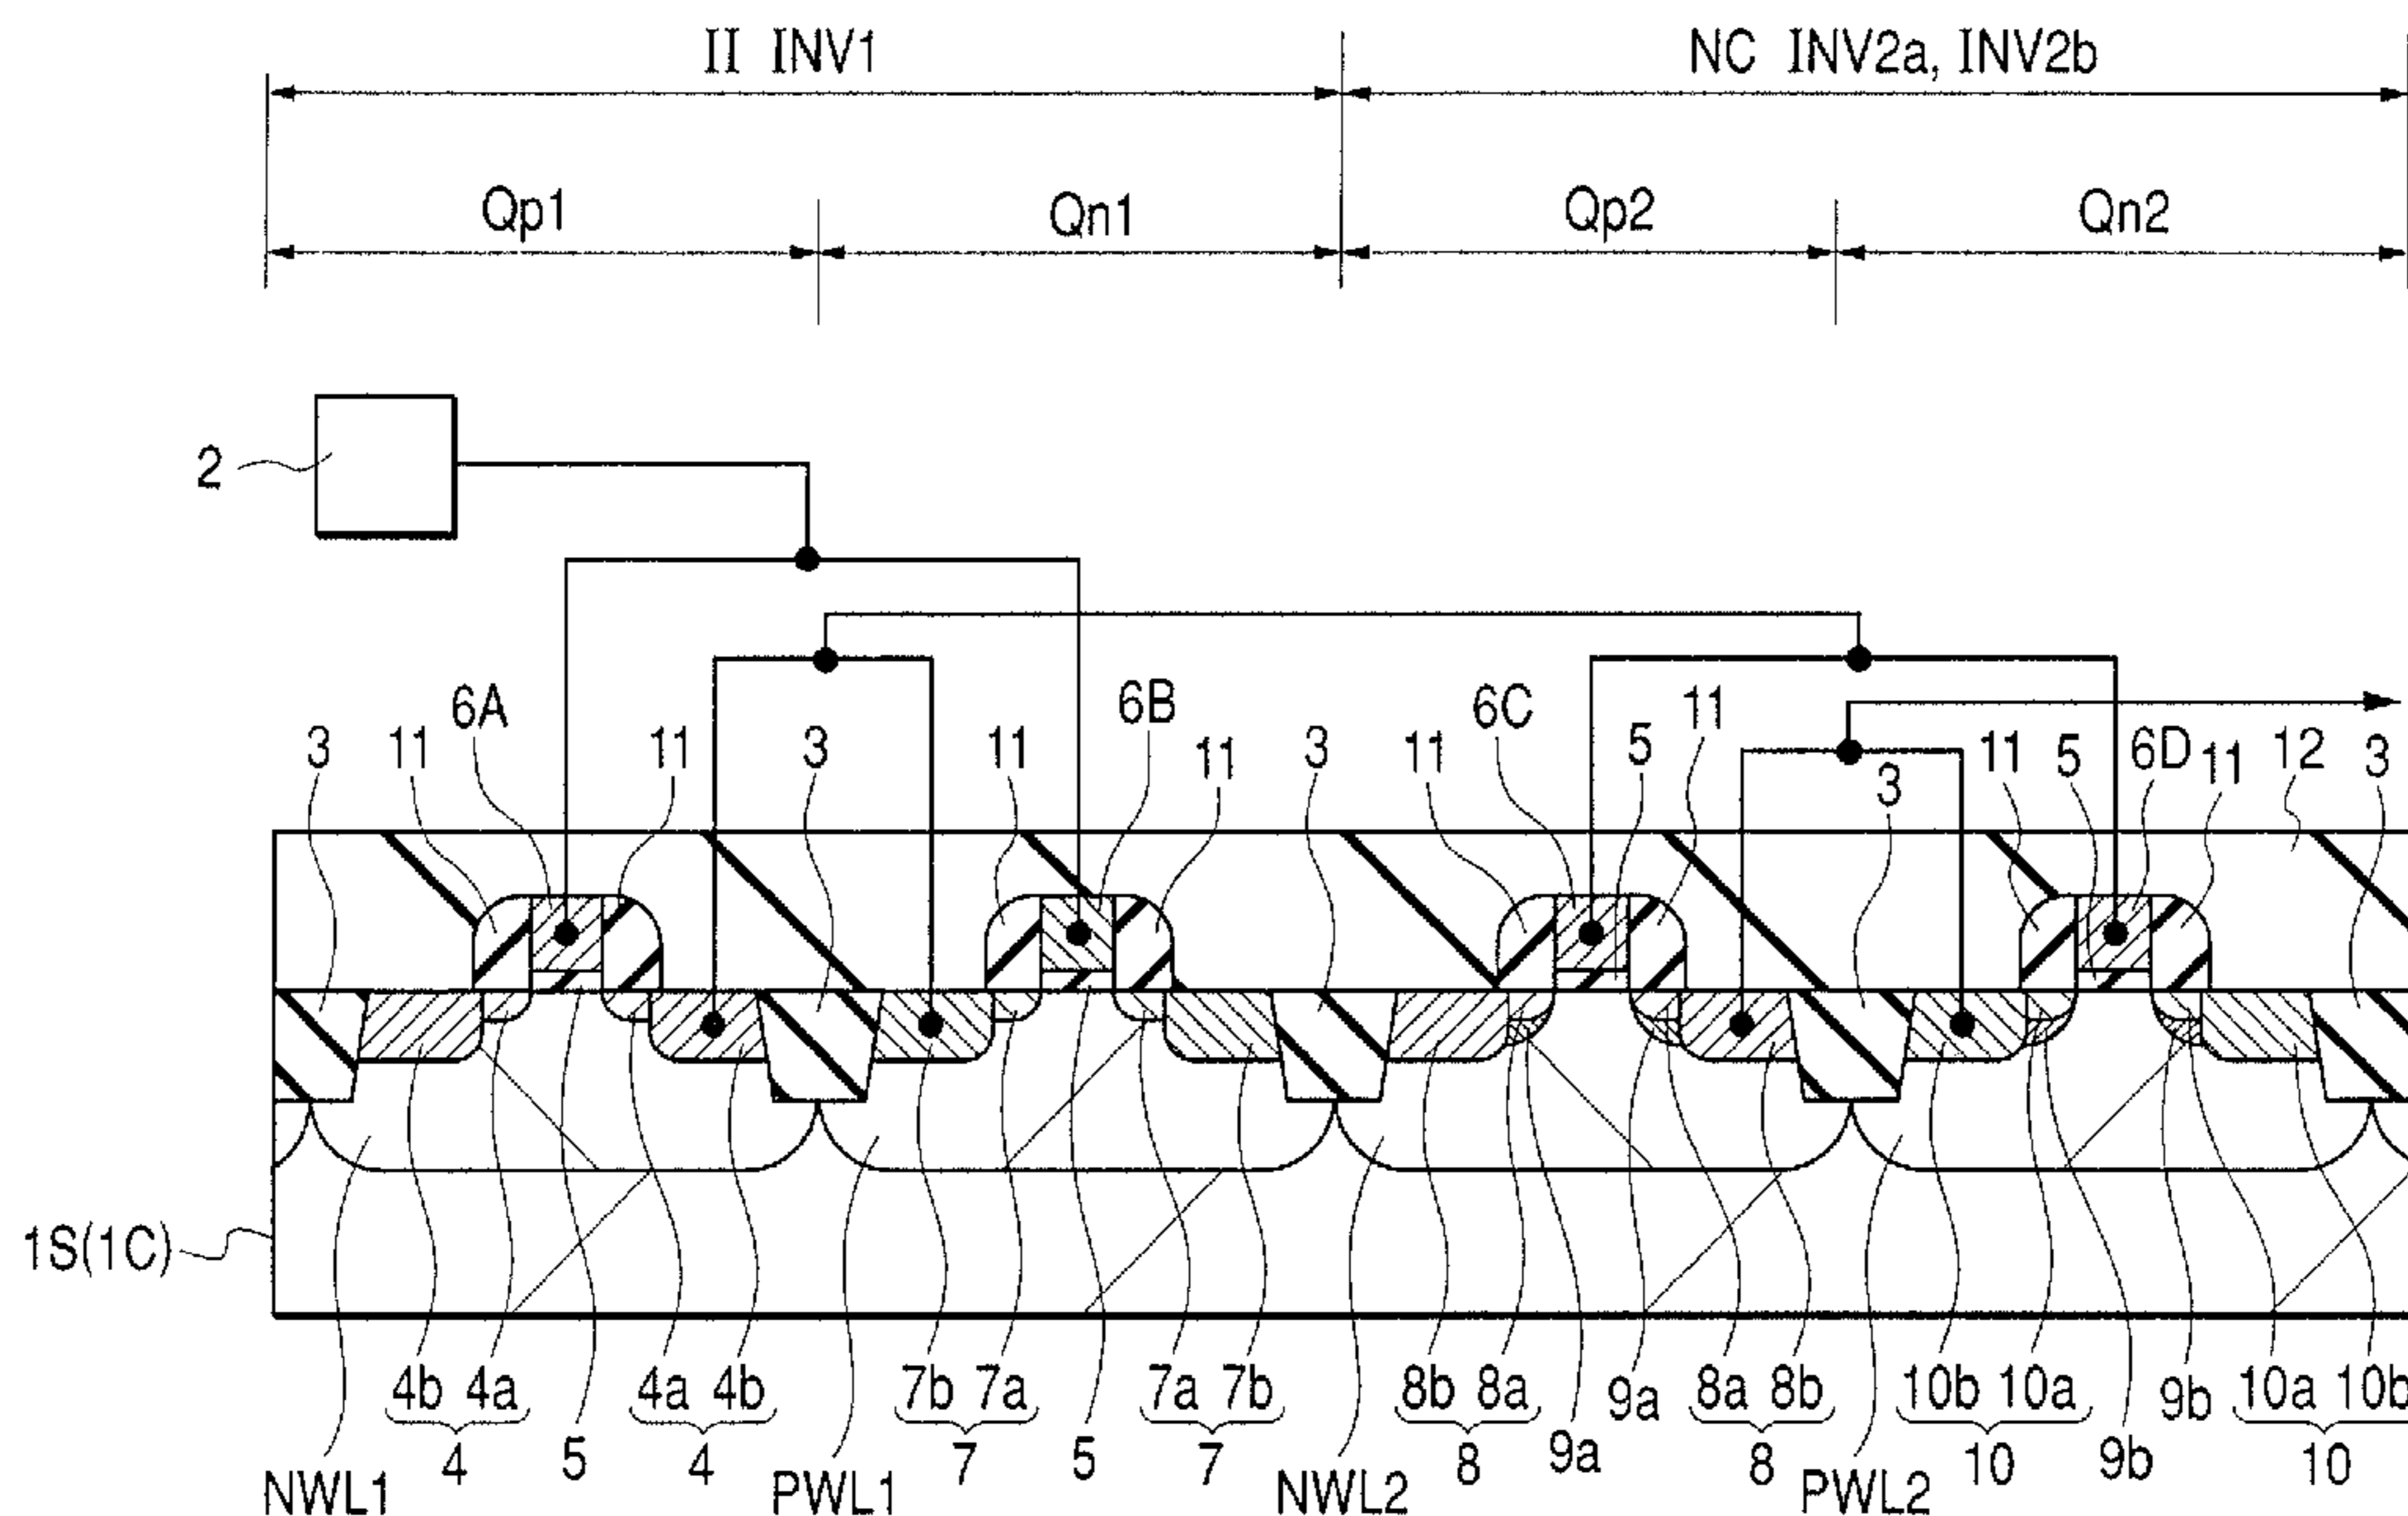 II INV1 NC INV2a, INV2b
Qp1 Qn1 Qp2 Qn2
2
6A 6B 6C 11
3 11 11 3 11 11 3 11 5 3 11 5 6D 11 12 3
1S(1C)
4b 4a 4a 4b 7b 7a 7a 7b 8b 8a 9a 8a 8b 10b 10a 9b 10a 10b
4 5 4 7 5 7 8 9a 8 10 9b 10
NWL1 PWL1 NWL2 PWL2